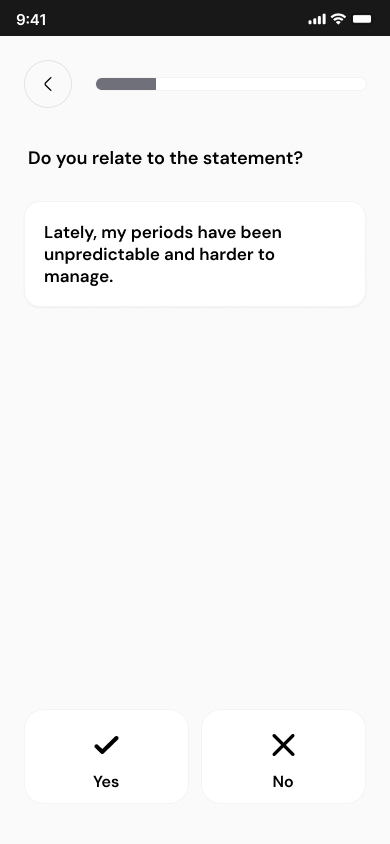 9:41
Do you relate to the statement?
Lately, my periods have been
unpredictable and harder to
manage.
Yes
No